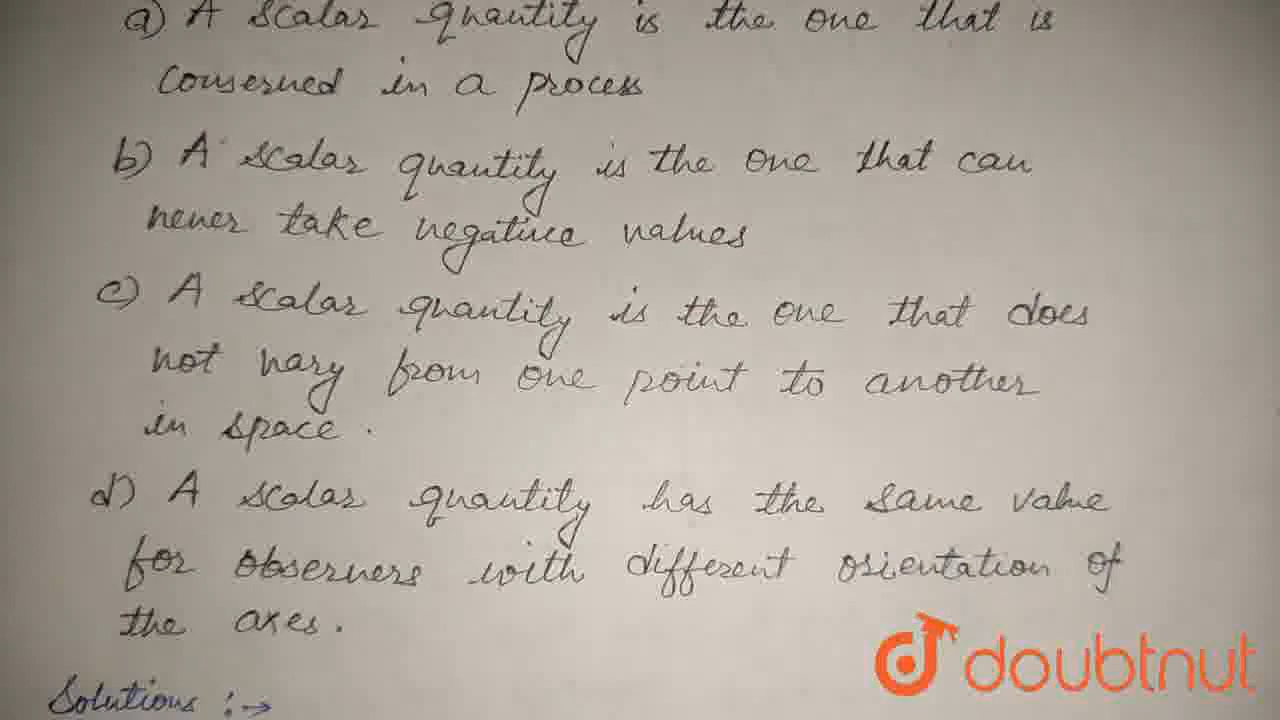 a) A scalar quantity is the one that is
conserved in a process
b) A scalar quantity is the one that can
never take negative values
c) A scalar quantity is the one that does
not vary from one point to another
in space.
d) A scalar quantity has the same value
for observers with different orientation of
the axes.
doubtnut
Solutions :→